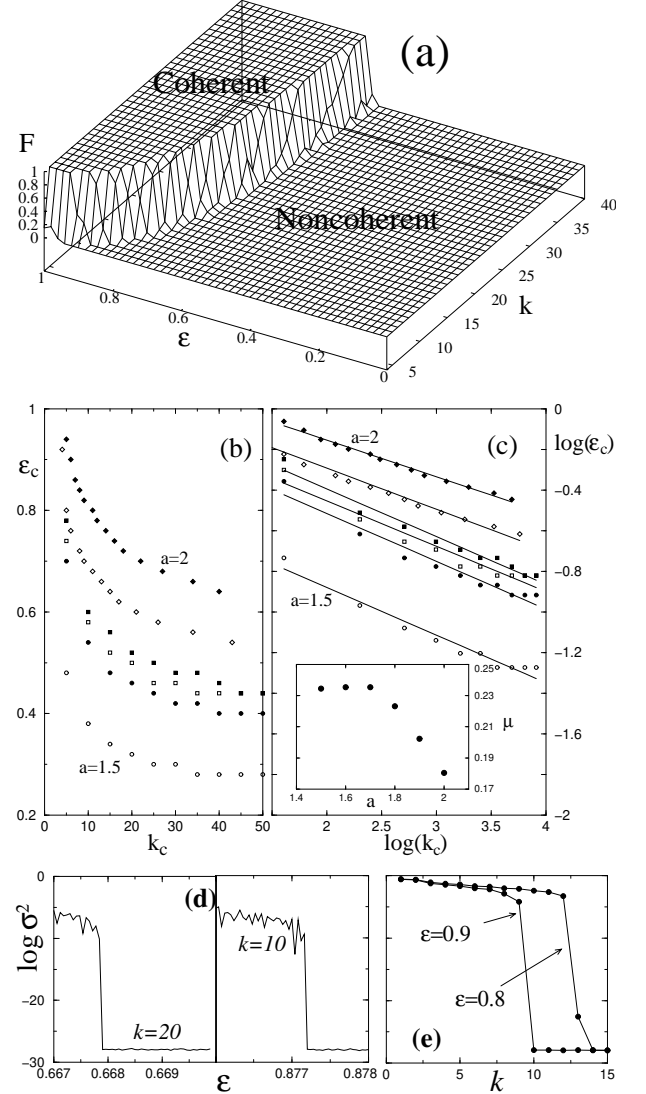 (a)
Coherent
F
1
0.8
0.6
0.4
0.2
0
Noncoherent
40
35
30
25
20
15
10
5
k
1
0.8
0.6
0.4
0.2
0
ε
1
0.8
0.6
0.4
0.2
εc
(b)
a=2
a=1.5
0 10 20 30 40 50
kc
(c)
a=2
a=1.5
0
−0.4
−0.8
−1.2
−1.6
−2
log(εc)
2 2.5 3 3.5 4
log(kc)
0.25
0.23
0.21
0.19
0.17
μ
1.4 1.6 1.8 2
a
(d)
0
−10
−20
−30
log σ2
k=20
k=10
0.667 0.668 0.669
0.877 0.878
ε
ε=0.9
ε=0.8
(e)
0 5 10 15
k